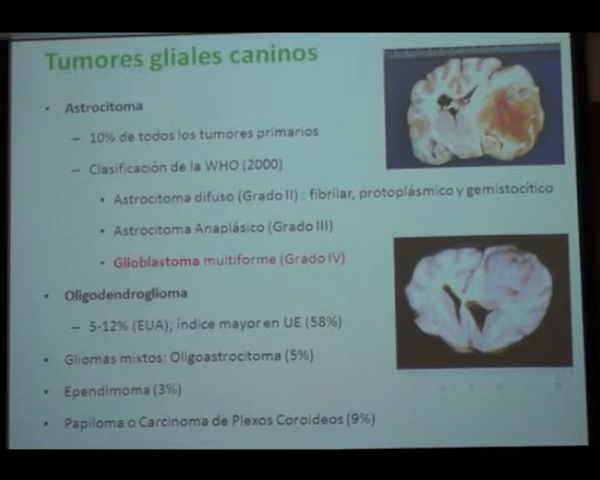 Tumores gliales caninos
• Astrocitoma
– 10% de todos los tumores primarios
– Clasificación de la WHO (2000)
• Astrocitoma difuso (Grado II) : fibrilar, protoplásmico y gemistocítico
• Astrocitoma Anaplásico (Grado III)
• Glioblastoma multiforme (Grado IV)
• Oligodendroglioma
– 5-12% (EUA); índice mayor en UE (58%)
• Gliomas mixtos: Oligoastrocitoma (5%)
• Ependimoma (3%)
• Papiloma o Carcinoma de Plexos Coroideos (9%)